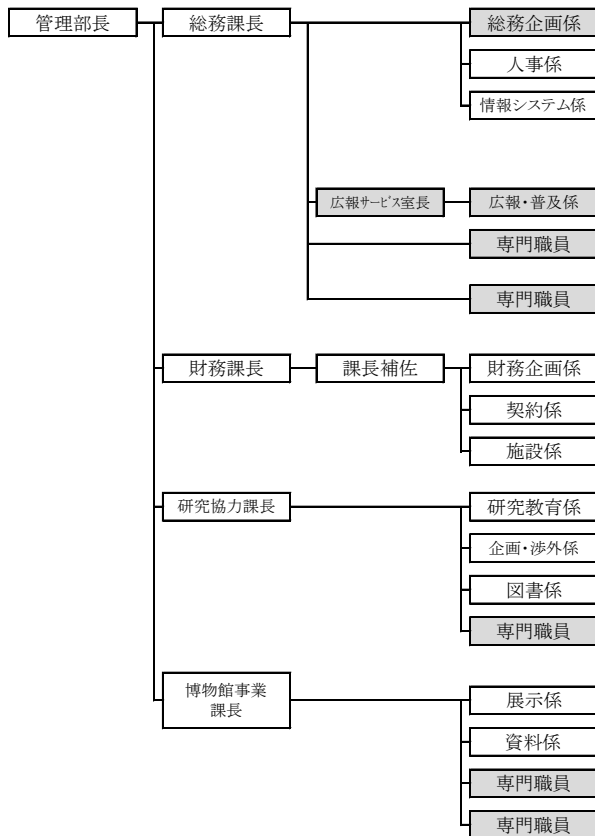 管理部長
総務課長
総務企画係
人事係
情報システム係
広報サービス室長
広報・普及係
専門職員
専門職員
財務課長
課長補佐
財務企画係
契約係
施設係
研究協力課長
研究教育係
企画・渉外係
図書係
専門職員
博物館事業
課長
展示係
資料係
専門職員
専門職員